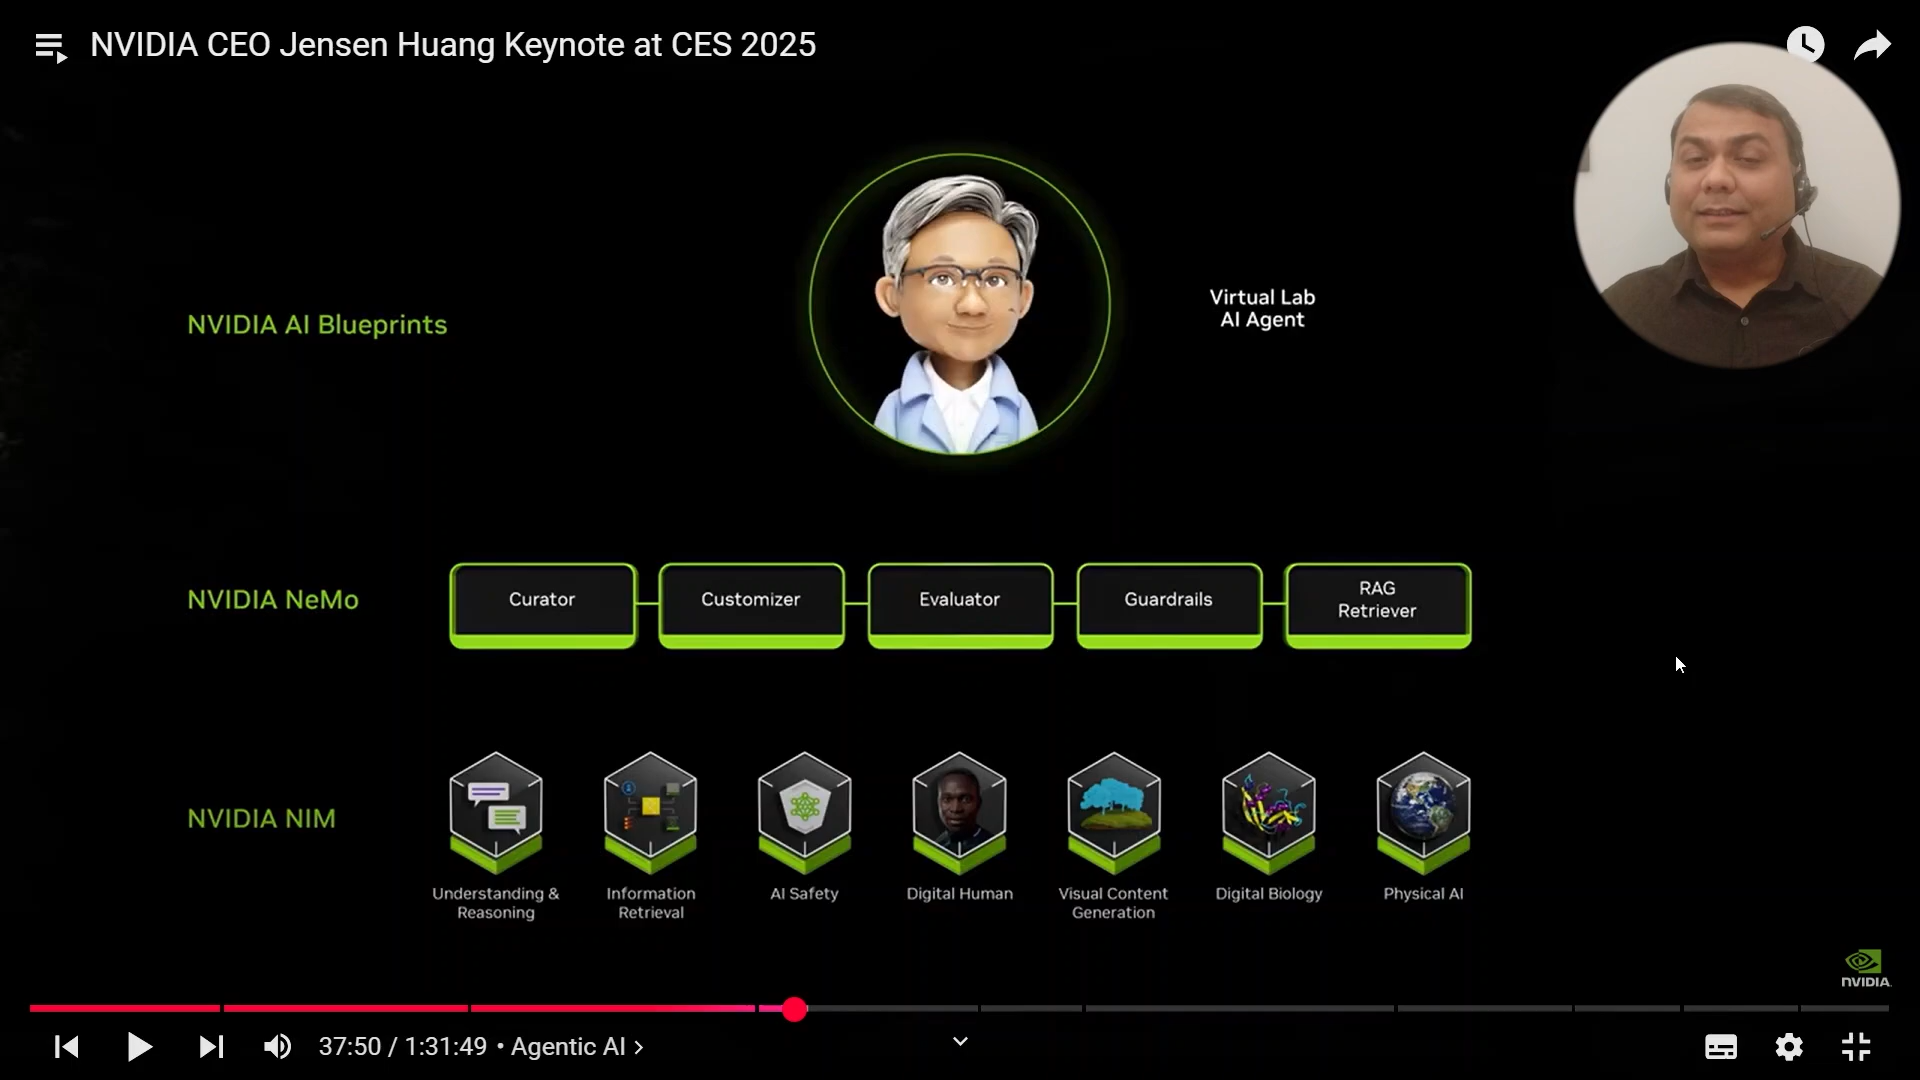 NVIDIA CEO Jensen Huang Keynote at CES 2025
NVIDIA AI Blueprints
Virtual Lab
AI Agent
NVIDIA NeMo
Curator
Customizer
Evaluator
Guardrails
RAG
Retriever
NVIDIA NIM
Understanding &
Reasoning
Information
Retrieval
AI Safety
Digital Human
Visual Content
Generation
Digital Biology
Physical AI
NVIDIA.
37:50 / 1:31:49 • Agentic AI >